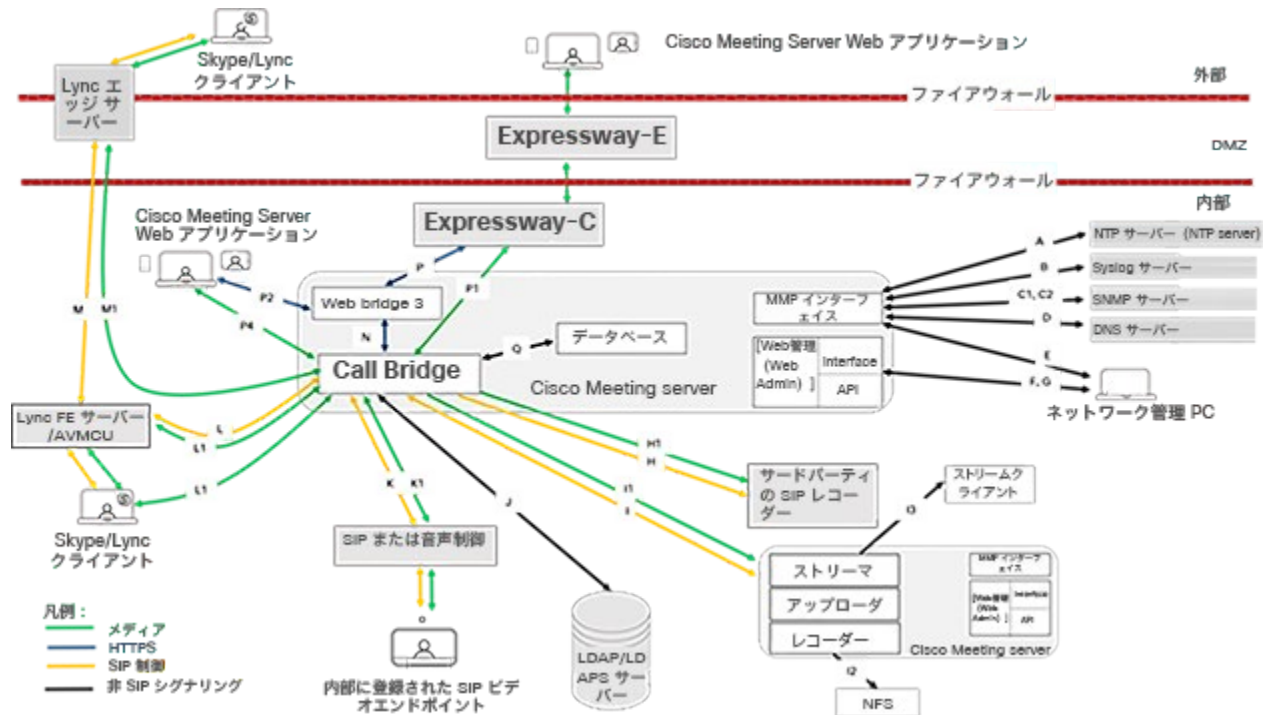 Cisco Meeting Server Web アプリケーション
Skype/Lync
クライアント
外部
Lync エ
ッジ サ
ーバー
ファイアウォール
Expressway-E
DMZ
ファイアウォール
内部
Cisco Meeting Server
Web アプリケーション
Expressway-C
A
NTP サーバー (NTP server)
B
Syslog サーバー
P
P1
P2
C1, C2
SNMP サーバー
Web bridge 3
MMP インターフ
ェイス
M
M1
D
DNS サーバー
P4
N
Q
データベース
[Web管理
(Web
Admin) ]
Interface
API
E
F, G
Call Bridge
Cisco Meeting server
ネットワーク管理 PC
Lync FE サーバー
/AVMCU
L
L1
L1
H1
H
K
K1
J
I1
I
サードパーティ
の SIP レコー
ダー
ストリームク
ライアント
I3
Skype/Lync
クライアント
SIP または音声制御
ストリーマ
アップローダ
レコーダー
MMP インターフ
ェイス
[Web管理
(Web
Admin) ]
Interface
API
Cisco Meeting server
凡例：
メディア
HTTPS
SIP 制御
非 SIP シグナリング
LDAP/LD
APS サー
バー
内部に登録された SIP ビデ
オエンドポイント
I2
NFS